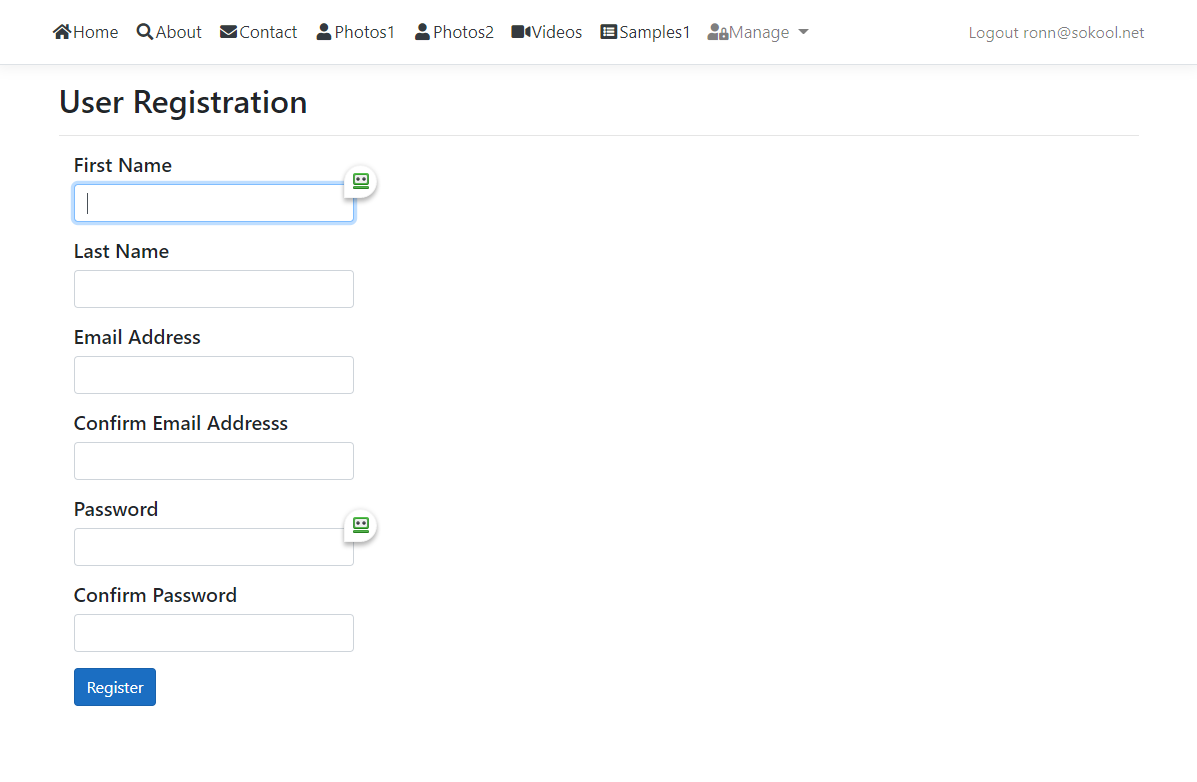 Home About Contact Photos1 Photos2 Videos Samples1 Manage Logout ronn@sokool.net
User Registration
First Name
Last Name
Email Address
Confirm Email Addresss
Password
Confirm Password
Register